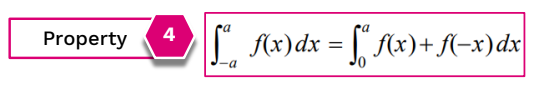 Property 4 ∫_{-a}^{a} f(x)dx = ∫_{0}^{a} f(x)+f(−x)dx